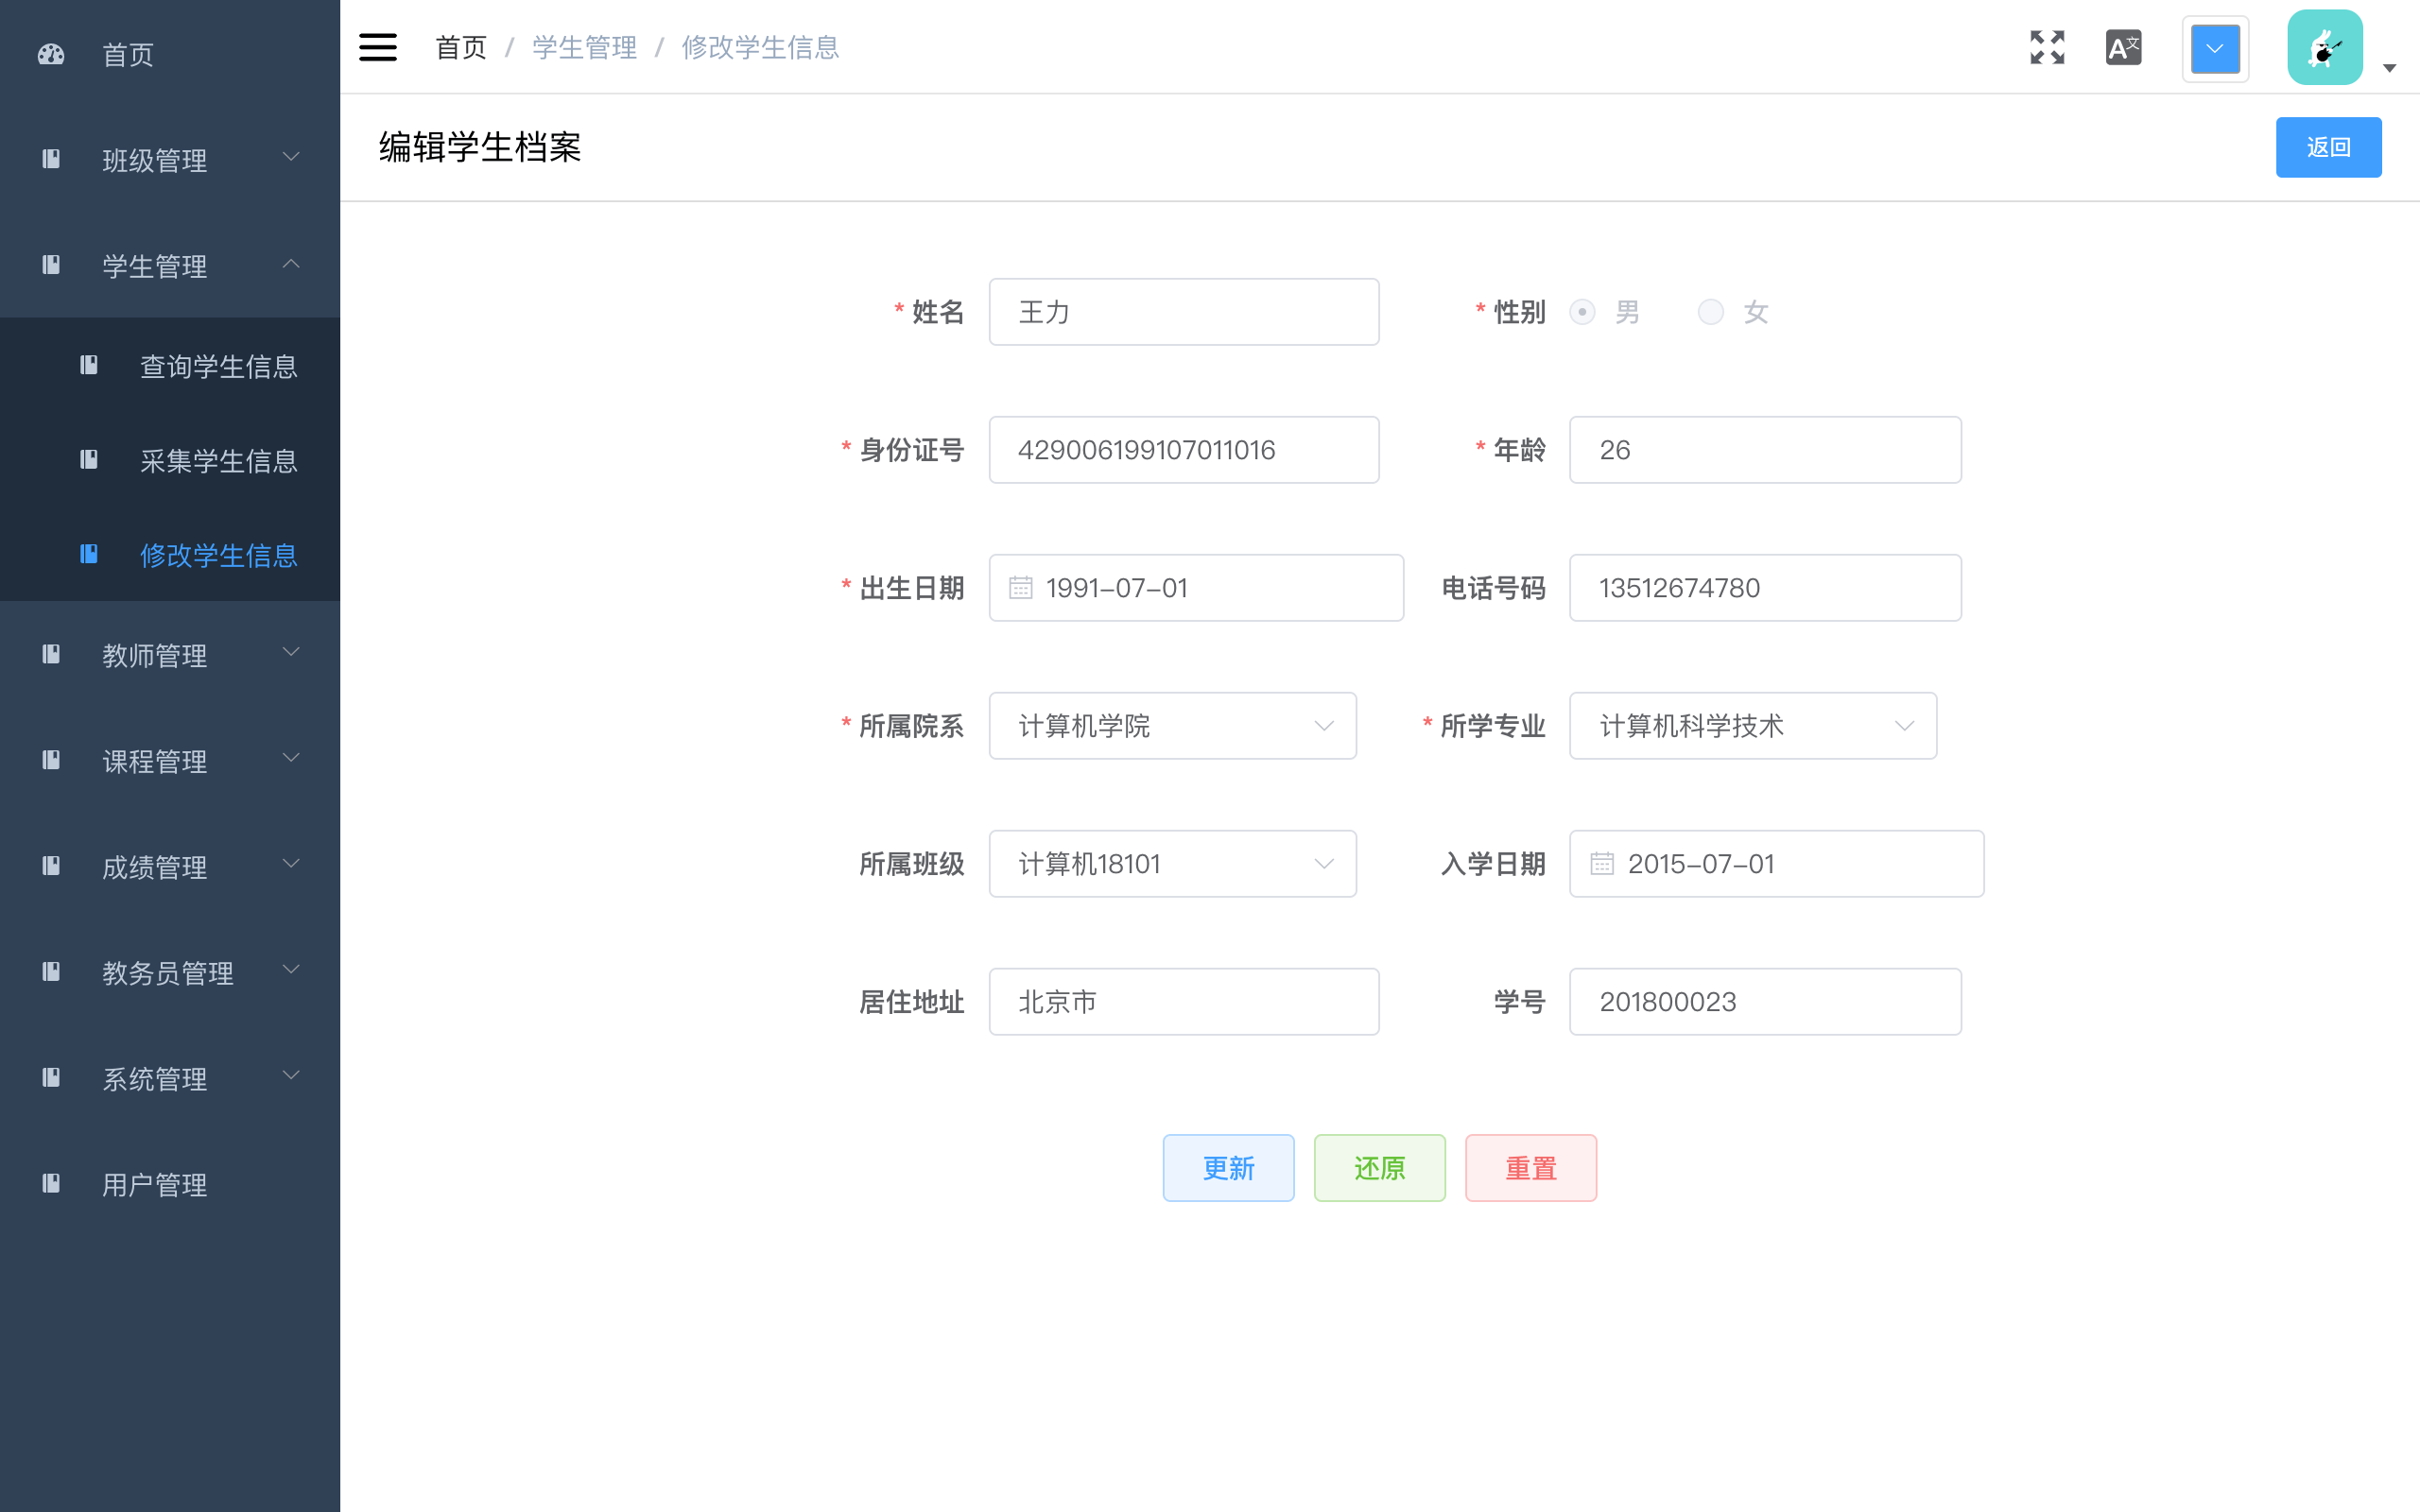 首页
班级管理
学生管理
查询学生信息
采集学生信息
修改学生信息
教师管理
课程管理
成绩管理
教务员管理
系统管理
用户管理
首页 / 学生管理 / 修改学生信息
A文
编辑学生档案
返回
* 姓名 王力 * 性别 男 女
* 身份证号 429006199107011016 * 年龄 26
* 出生日期 1991-07-01 电话号码 13512674780
* 所属院系 计算机学院 * 所学专业 计算机科学技术
所属班级 计算机18101 入学日期 2015-07-01
居住地址 北京市 学号 201800023
更新 还原 重置